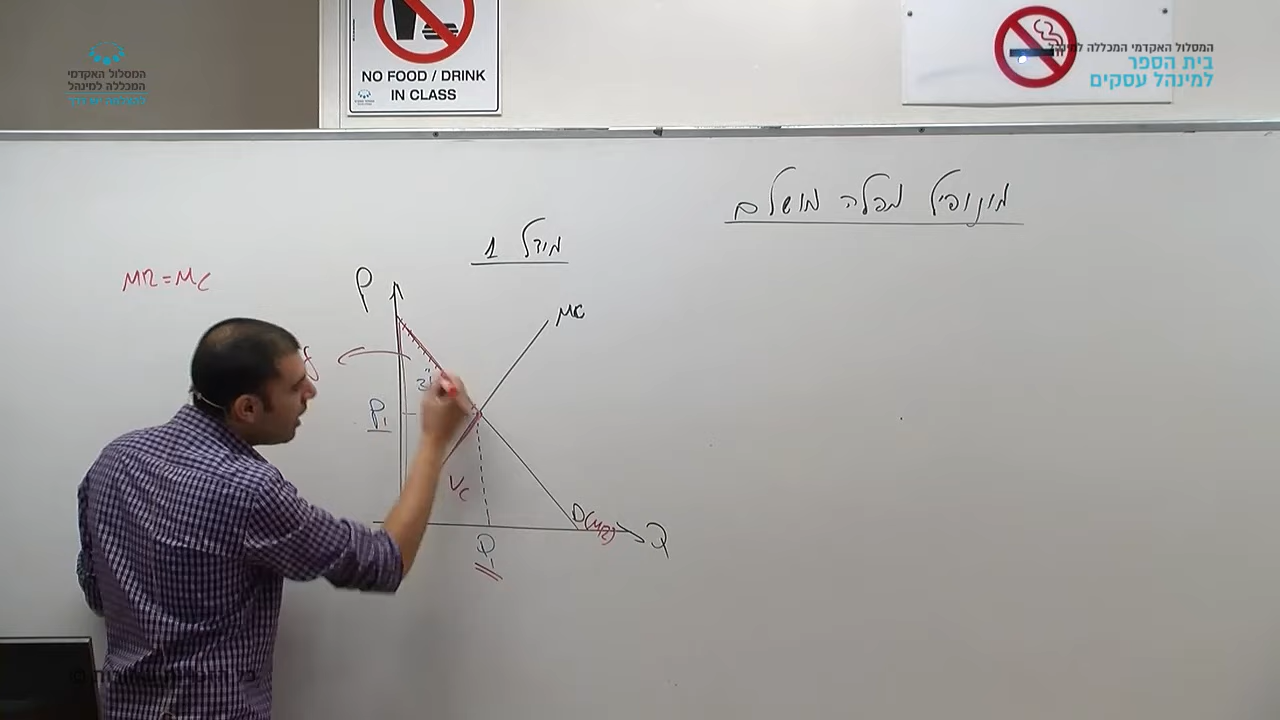 NO FOOD / DRINK
IN CLASS
המסלול האקדמי
המכללה למינהל
המסלול האקדמי המכללה למינהל
בית הספר
למינהל עסקים
מונופול מפלה מושלם
מודל 1
MR=MC
P
MC
P1
VC
D(MR)
Q
Q1